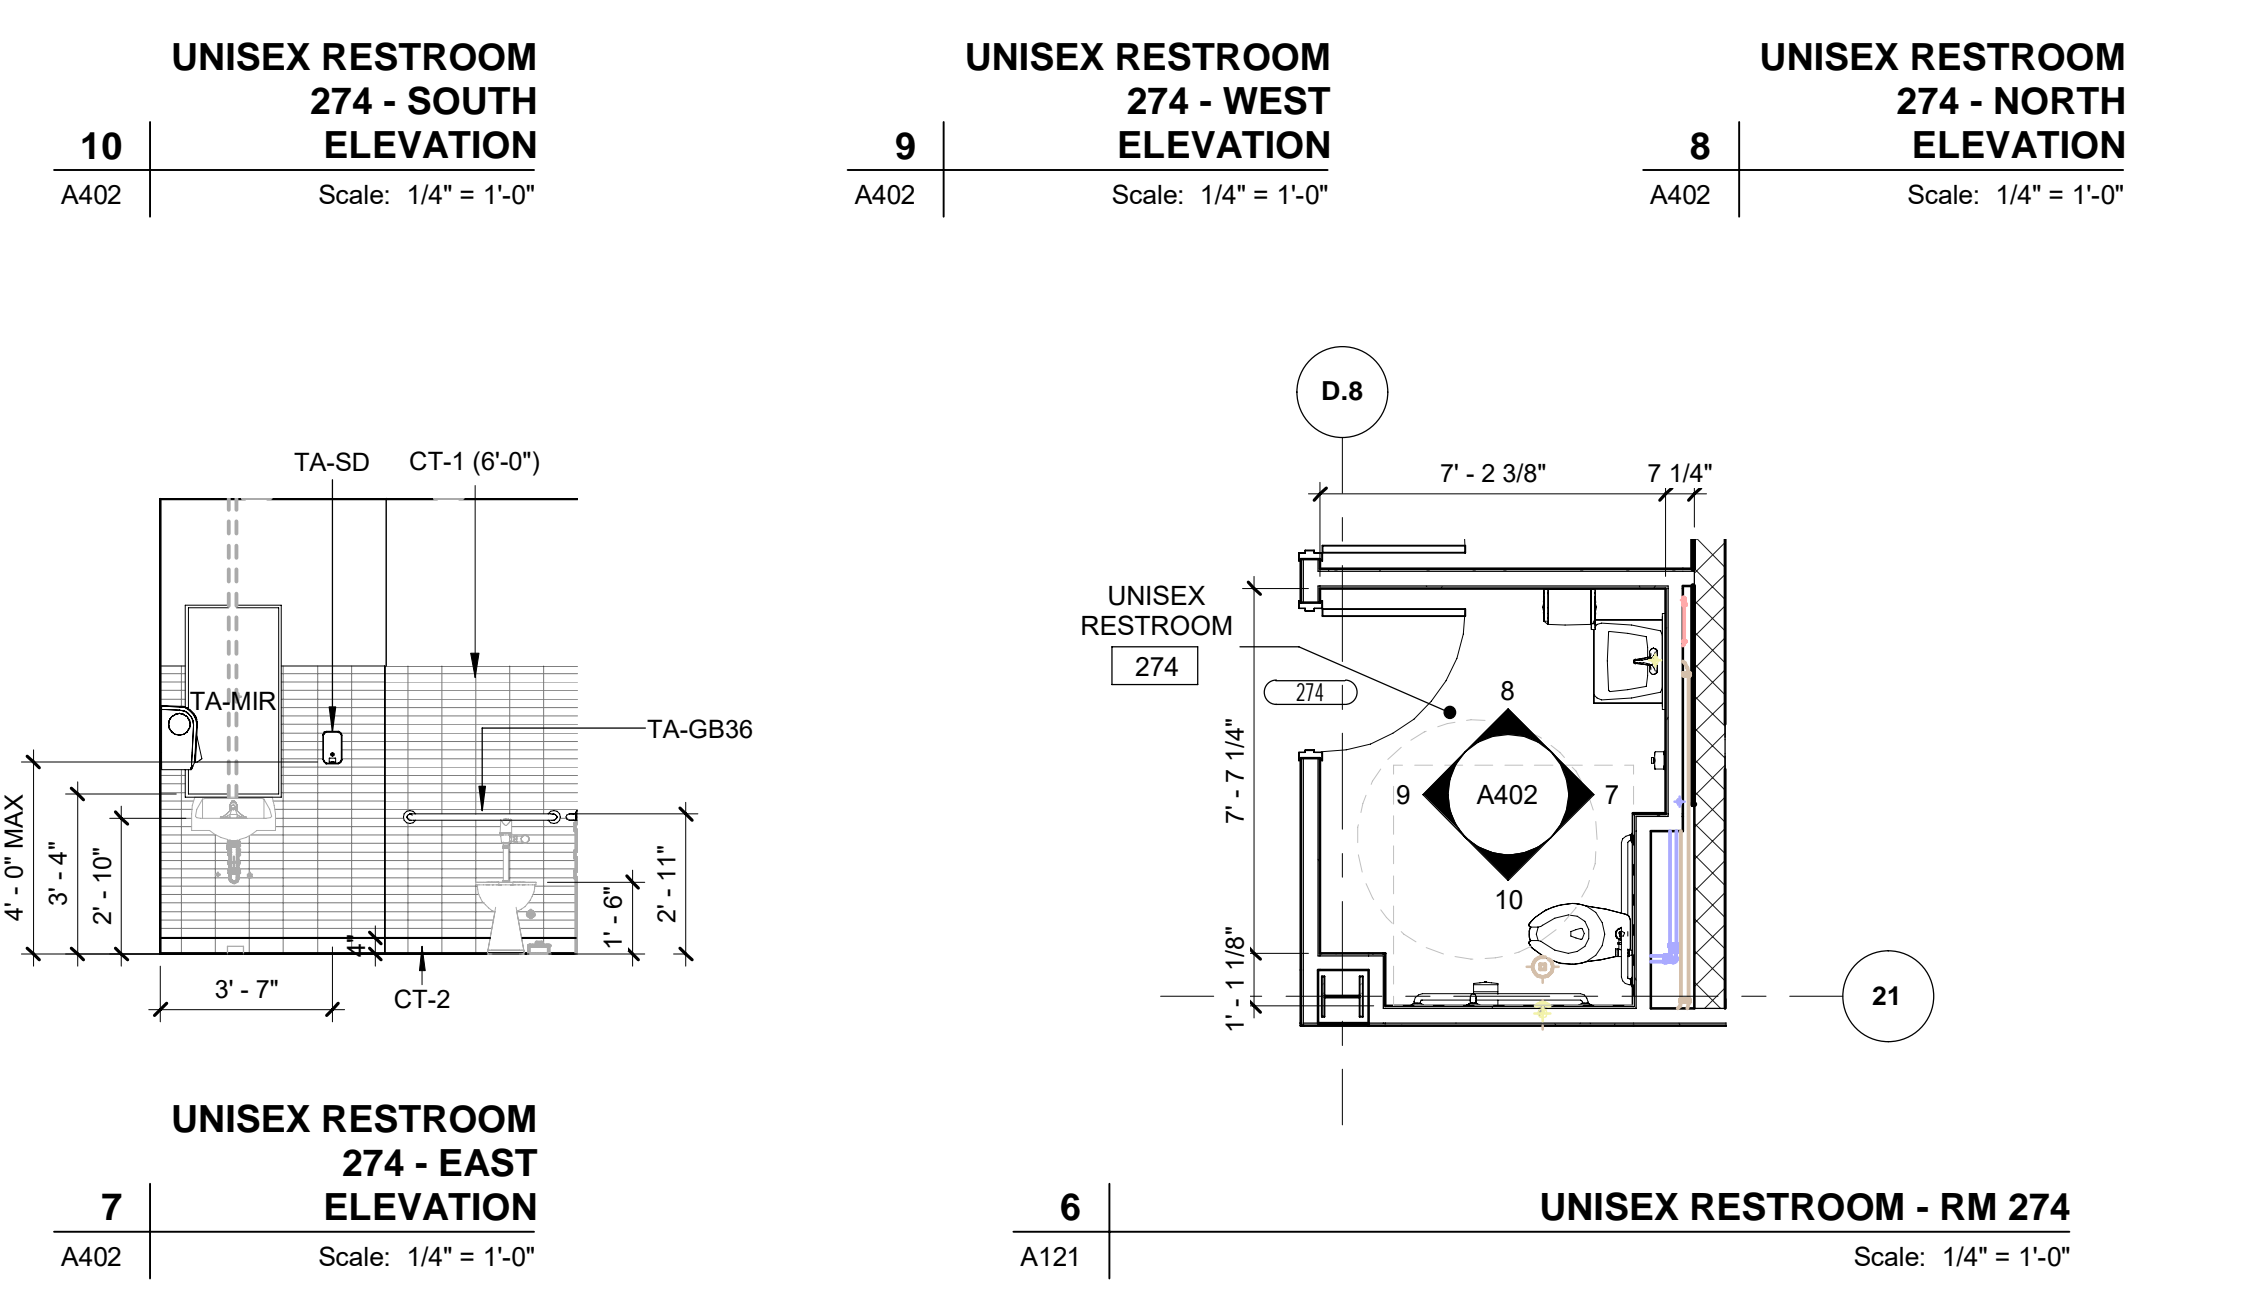 UNISEX RESTROOM
274 - SOUTH
ELEVATION
10
A402
Scale: 1/4" = 1'-0"
UNISEX RESTROOM
274 - WEST
ELEVATION
9
A402
Scale: 1/4" = 1'-0"
UNISEX RESTROOM
274 - NORTH
ELEVATION
8
A402
Scale: 1/4" = 1'-0"
TA-SD
CT-1 (6'-0")
TA-MIR
TA-GB36
4' - 0" MAX
3' - 4"
2' - 10"
4"
1' - 6"
2' - 11"
3' - 7"
CT-2
UNISEX RESTROOM
274 - EAST
ELEVATION
7
A402
Scale: 1/4" = 1'-0"
D.8
7' - 2 3/8"
7 1/4"
UNISEX
RESTROOM
274
274
7' - 7 1/4"
1' - 1 1/8"
8
9
A402
7
10
21
6
UNISEX RESTROOM - RM 274
A121
Scale: 1/4" = 1'-0"